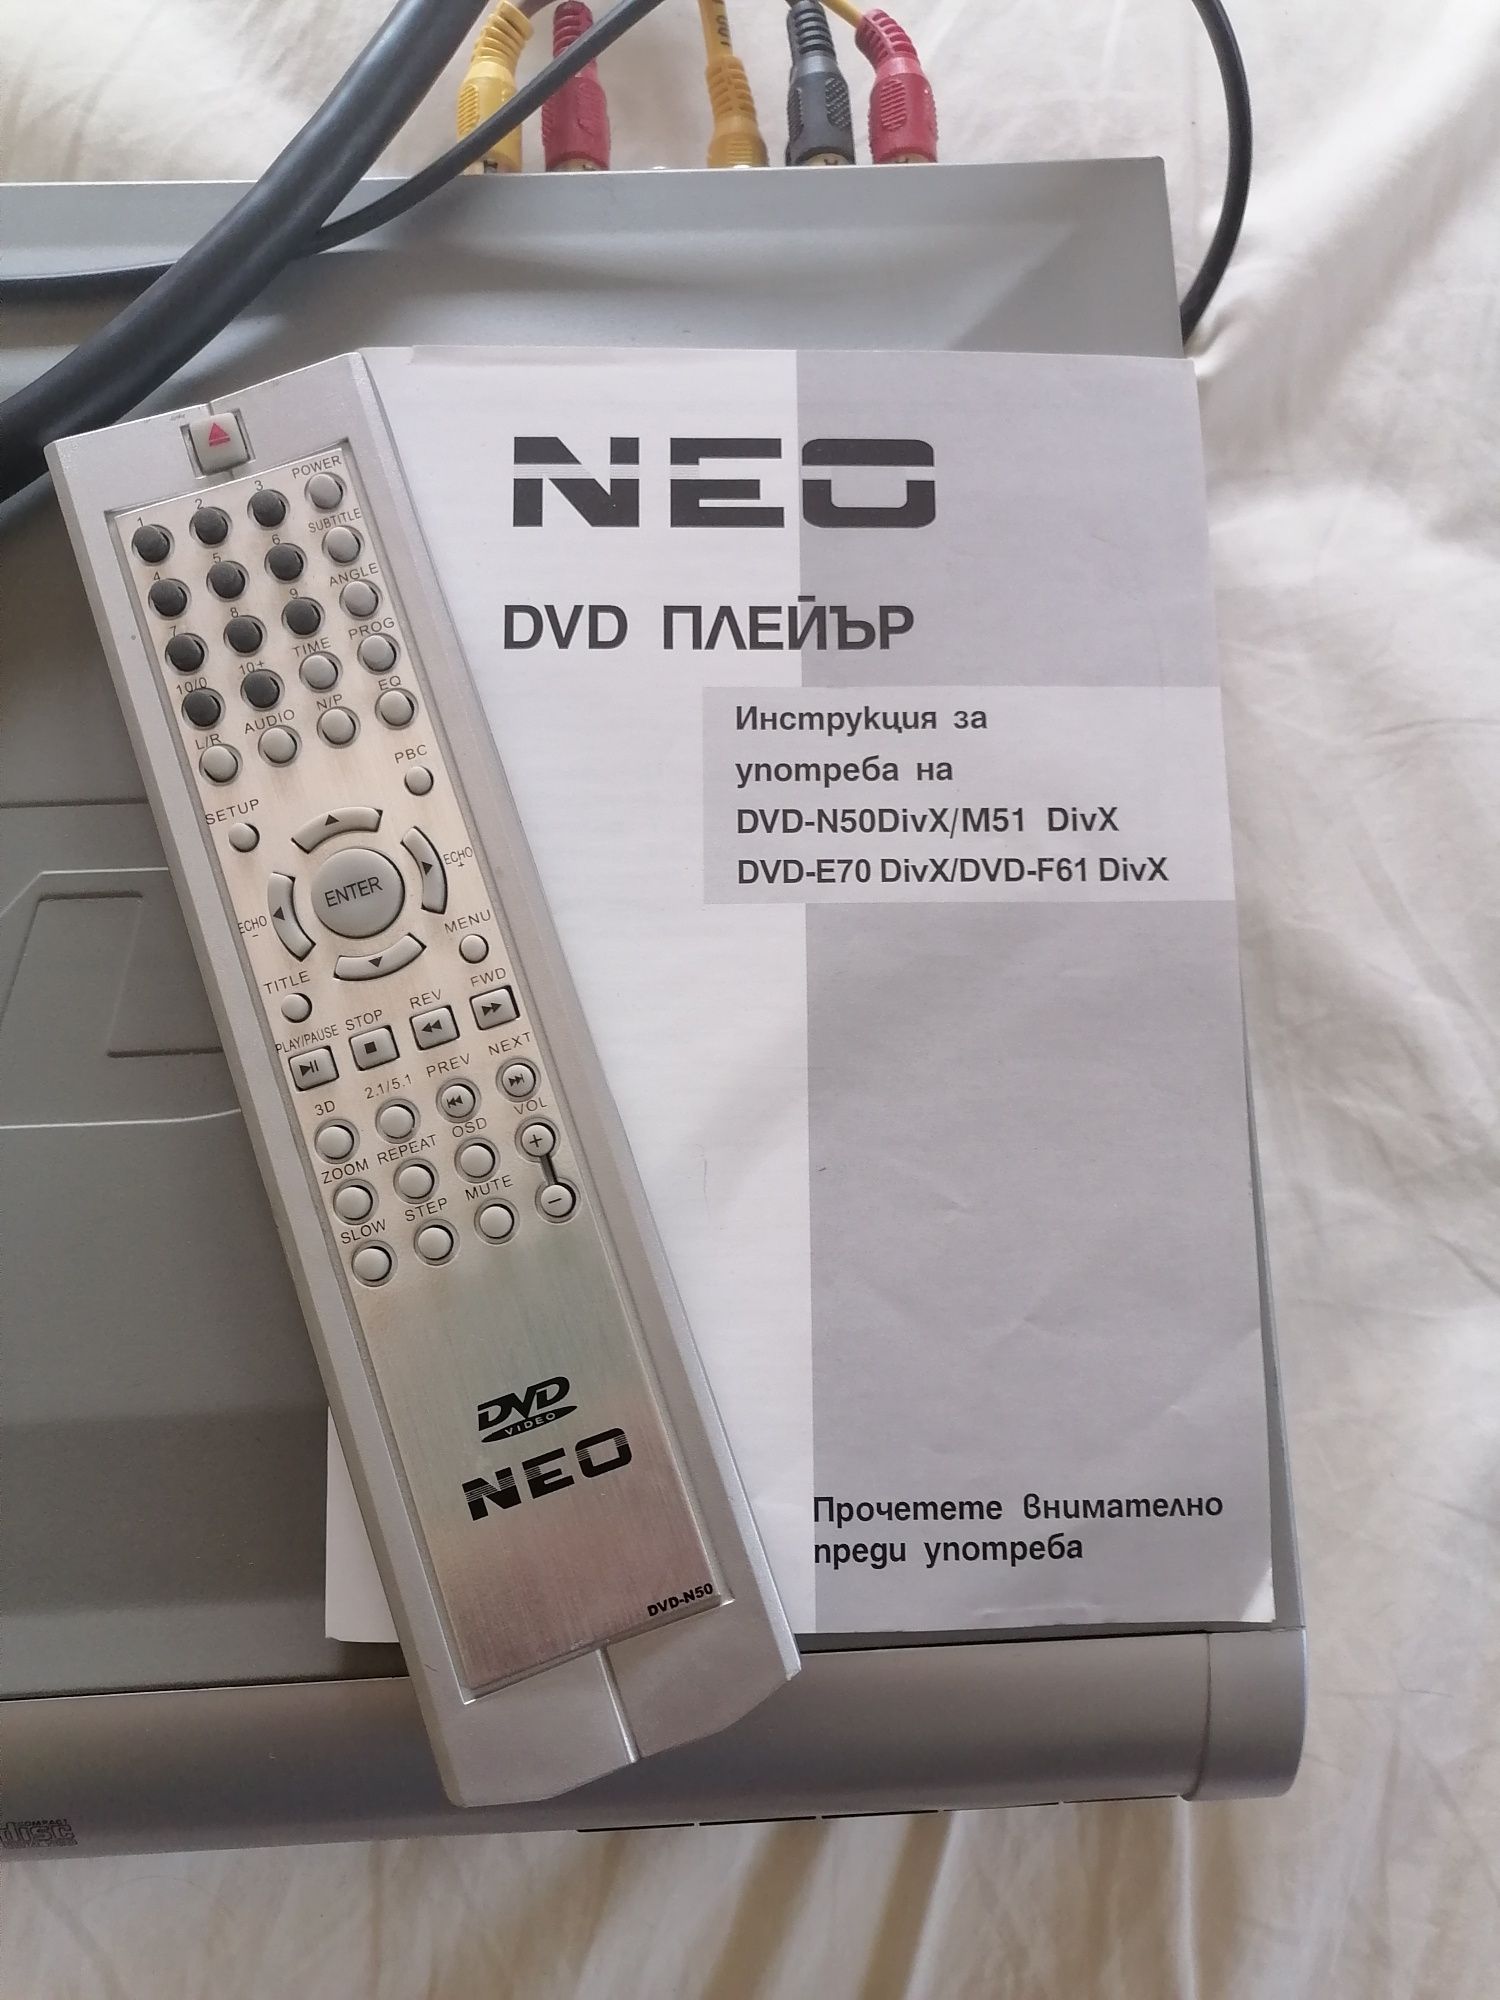 NEO
DVD ПЛЕЙЪР
Инструкция за
употреба на
DVD-N50DivX/M51 DivX
DVD-E70 DivX/DVD-F61 DivX
Прочетете внимателно
преди употреба
POWER
1 2 3
SUBTITLE
4 5 6
ANGLE
7 8 9
PROG
10/0 10+ TIME
EQ
L/R AUDIO N/P
PBC
SETUP
ECHO +
ENTER
ECHO −
MENU
TITLE
PLAY/PAUSE STOP REV FWD
3D 2.1/5.1 PREV NEXT
ZOOM REPEAT OSD VOL
+
SLOW STEP MUTE
−
DVD
VIDEO
NEO
DVD-N50
COMPACT
disc